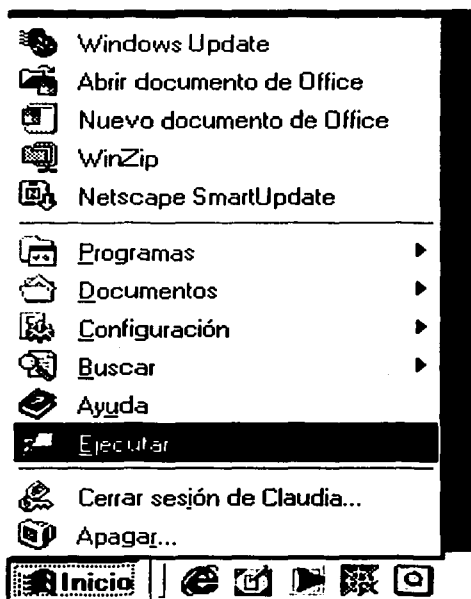 Windows Update
Abrir documento de Office
Nuevo documento de Office
WinZip
Netscape SmartUpdate
Programas
Documentos
Configuración
Buscar
Ayuda
Ejecutar
Cerrar sesión de Claudia...
Apagar...
Inicio